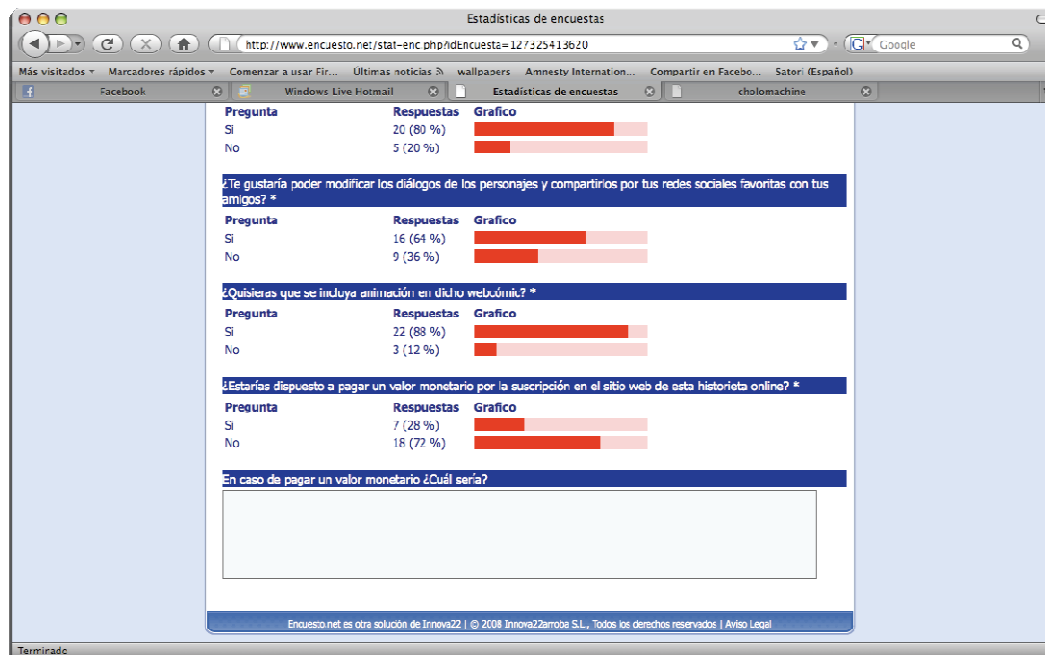 Estadísticas de encuestas
http://www.encuesto.net/stat-enc.php?idEncuesta=127325413620
Google
Más visitados Marcadores rápidos Comenzar a usar Fir... Últimas noticias wallpapers Amnesty Internation... Compartir en Facebo... Satori (Español)
Facebook Windows Live Hotmail Estadísticas de encuestas cholomachine
Pregunta Respuestas Grafico
Si 20 (80 %)
No 5 (20 %)
¿Te gustaría poder modificar los diálogos de los personajes y compartirlos por tus redes sociales favoritas con tus
amigos? *
Pregunta Respuestas Grafico
Si 16 (64 %)
No 9 (36 %)
¿Quisieras que se incluya animación en dicho webcómic? *
Pregunta Respuestas Grafico
Si 22 (88 %)
No 3 (12 %)
¿Estarías dispuesto a pagar un valor monetario por la suscripción en el sitio web de esta historieta online? *
Pregunta Respuestas Grafico
Si 7 (28 %)
No 18 (72 %)
En caso de pagar un valor monetario ¿Cuál sería?
Encuesto.net es otra solución de Innova22 | © 2008 Innova22arroba S.L., Todos los derechos reservados | Aviso Legal
Terminado